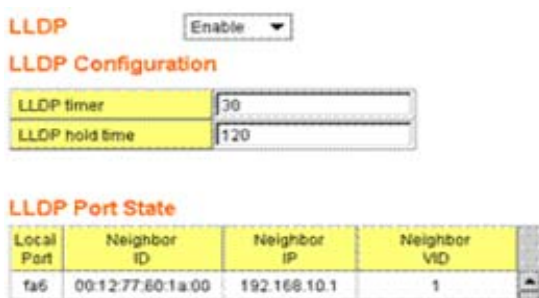 LLDP Enable
LLDP Configuration
LLDP timer 30
LLDP hold time 120
LLDP Port State
Local Port Neighbor ID Neighbor IP Neighbor VID
fa6 00:12:77:60:1a:00 192.168.10.1 1